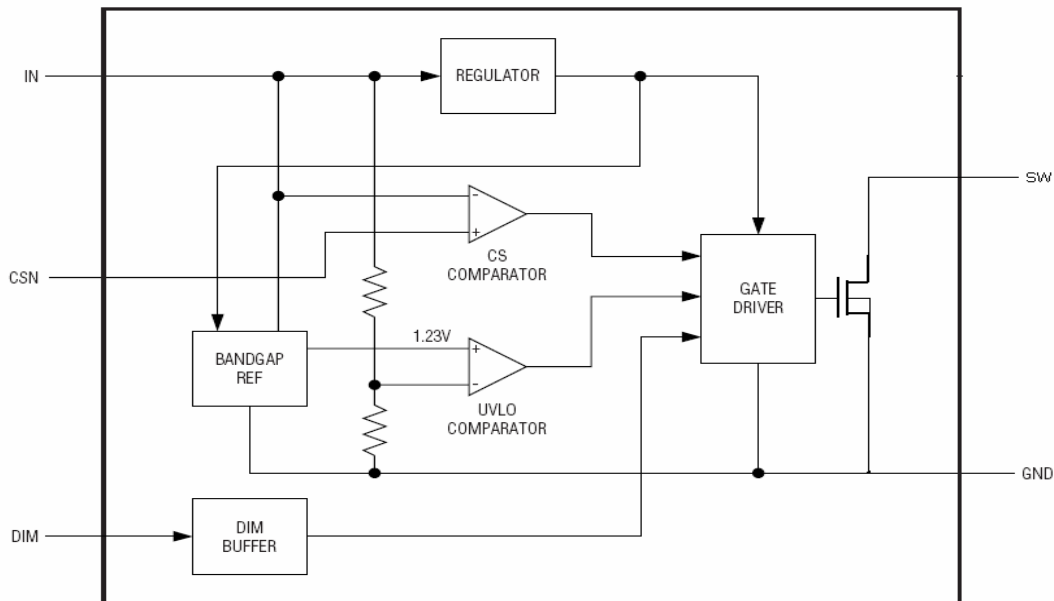 IN
REGULATOR
SW
-
+
CS
COMPARATOR
CSN
GATE
DRIVER
BANDGAP
REF
1.23V
+
-
UVLO
COMPARATOR
GND
DIM
DIM
BUFFER